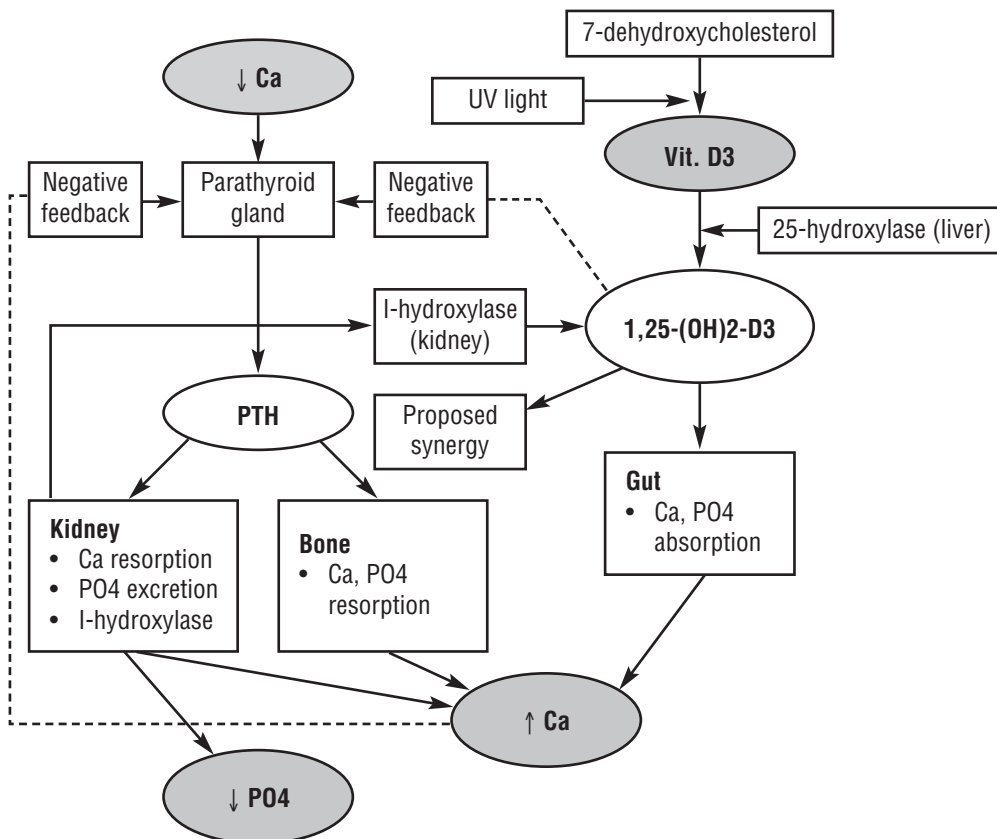 7-dehydroxycholesterol
↓ Ca
UV light
Vit. D3
Negative
feedback
Parathyroid
gland
Negative
feedback
25-hydroxylase (liver)
I-hydroxylase
(kidney)
1,25-(OH)2-D3
PTH
Proposed
synergy
Kidney
• Ca resorption
• PO4 excretion
• I-hydroxylase
Bone
• Ca, PO4
resorption
Gut
• Ca, PO4
absorption
↑ Ca
↓ PO4